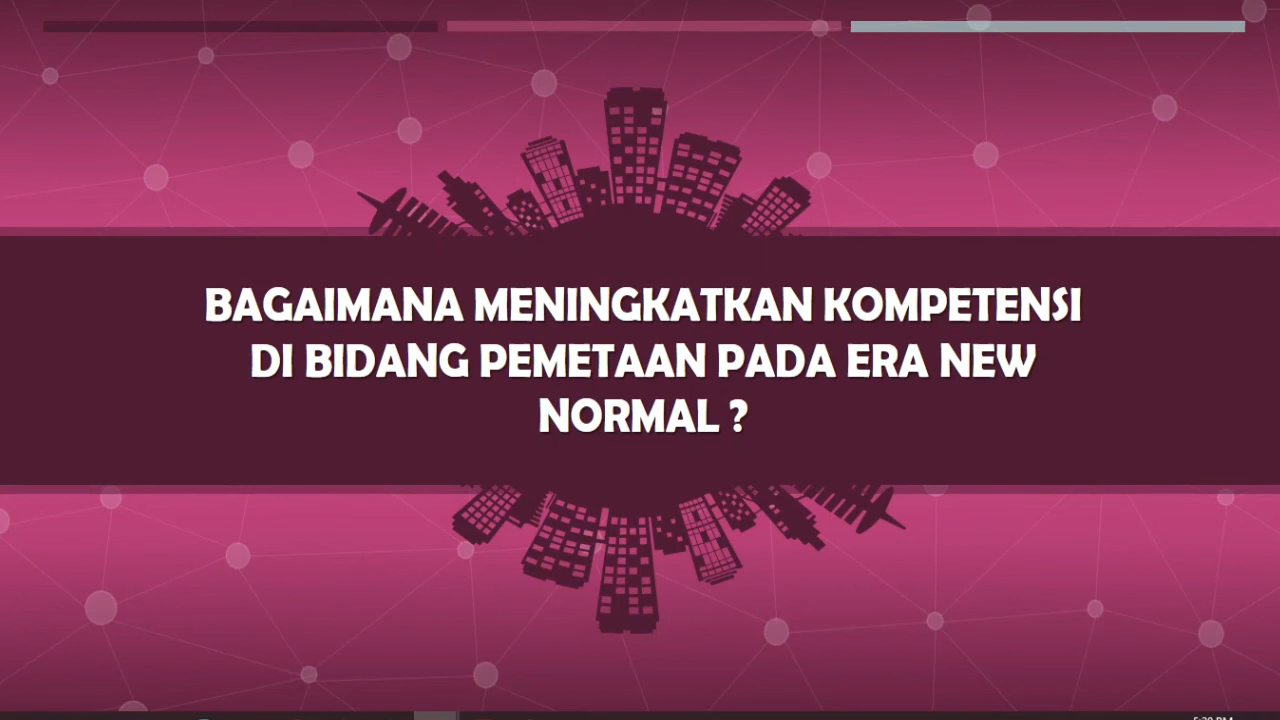 BAGAIMANA MENINGKATKAN KOMPETENSI
DI BIDANG PEMETAAN PADA ERA NEW
NORMAL ?